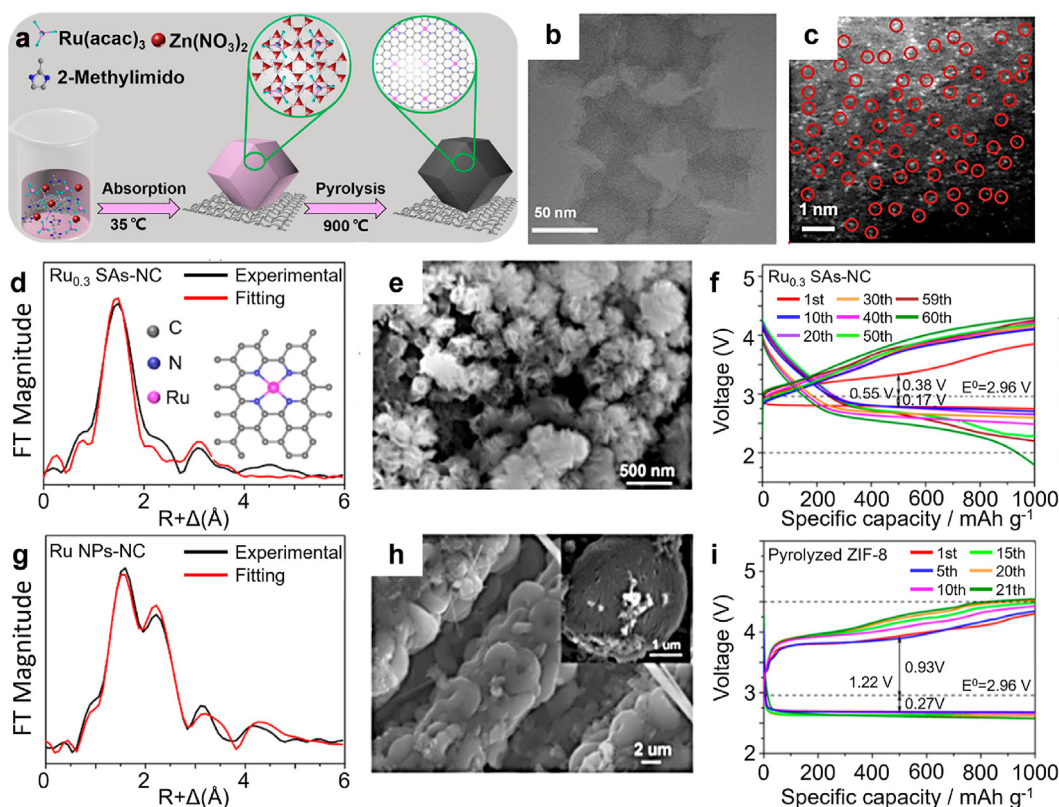 a
Ru(acac)₃ Zn(NO₃)₂
2-Methylimido
Absorption
35 ℃
Pyrolysis
900 ℃
b
50 nm
c
1 nm
d
Ru₀.₃ SAs-NC
Experimental
Fitting
C
N
Ru
FT Magnitude
0 2 4 6
R+Δ(Å)
e
500 nm
f
Ru₀.₃ SAs-NC
1st 30th 59th
10th 40th 60th
20th 50th
0.38 V
0.55 V
0.17 V
E⁰=2.96 V
Voltage (V)
5
4
3
2
0 200 400 600 800 1000
Specific capacity / mAh g⁻¹
g
Ru NPs-NC
Experimental
Fitting
FT Magnitude
0 2 4 6
R+Δ(Å)
h
1 um
2 um
i
Pyrolyzed ZIF-8
1st 15th
5th 20th
10th 21th
0.93V
1.22 V
E⁰=2.96 V
0.27V
Voltage (V)
5
4
3
2
0 200 400 600 800 1000
Specific capacity / mAh g⁻¹